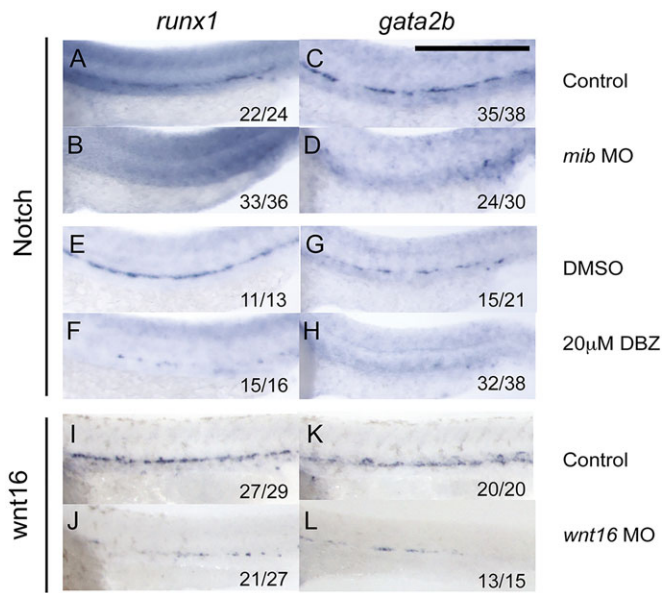 runx1 gata2b
A C Control
22/24 35/38
B D mib MO
33/36 24/30
Notch
E G DMSO
11/13 15/21
F H 20μM DBZ
15/16 32/38
I K Control
27/29 20/20
wnt16
J L wnt16 MO
21/27 13/15